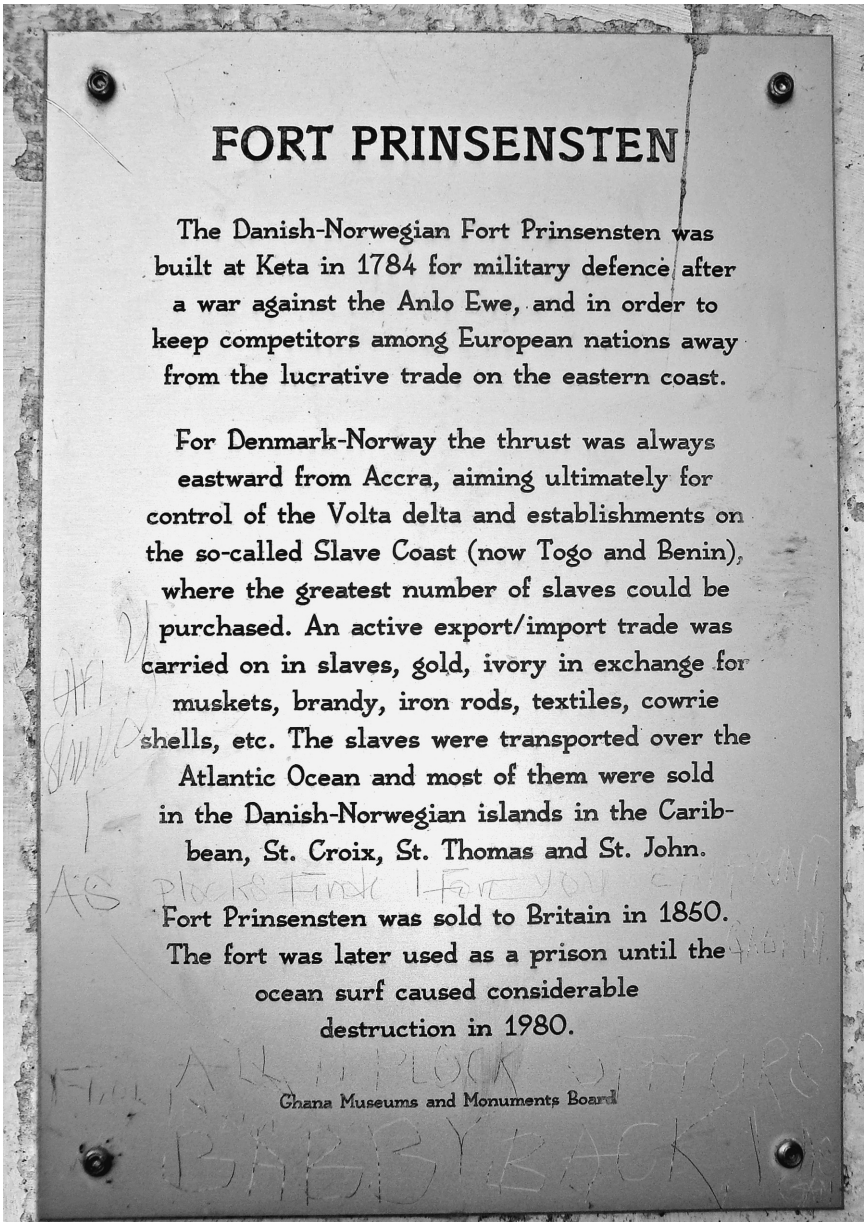 FORT PRINSENSTEN
The Danish-Norwegian Fort Prinsensten was
built at Keta in 1784 for military defence after
a war against the Anlo Ewe, and in order to
keep competitors among European nations away
from the lucrative trade on the eastern coast.
For Denmark-Norway the thrust was always
eastward from Accra, aiming ultimately for
control of the Volta delta and establishments on
the so-called Slave Coast (now Togo and Benin),
where the greatest number of slaves could be
purchased. An active export/import trade was
carried on in slaves, gold, ivory in exchange for
muskets, brandy, iron rods, textiles, cowrie
shells, etc. The slaves were transported over the
Atlantic Ocean and most of them were sold
in the Danish-Norwegian islands in the Carib-
bean, St. Croix, St. Thomas and St. John.
Fort Prinsensten was sold to Britain in 1850.
The fort was later used as a prison until the
ocean surf caused considerable
destruction in 1980.
Ghana Museums and Monuments Board
BABBY BACK